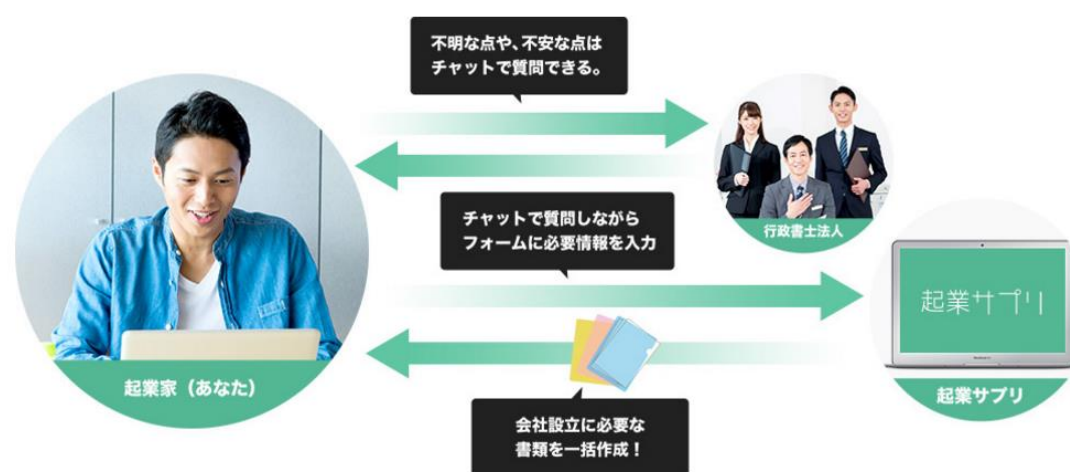 不明な点や、不安な点は
チャットで質問できる。
行政書士法人
チャットで質問しながら
フォームに必要情報を入力
起業サプリ
起業家（あなた）
起業サプリ
会社設立に必要な
書類を一括作成！